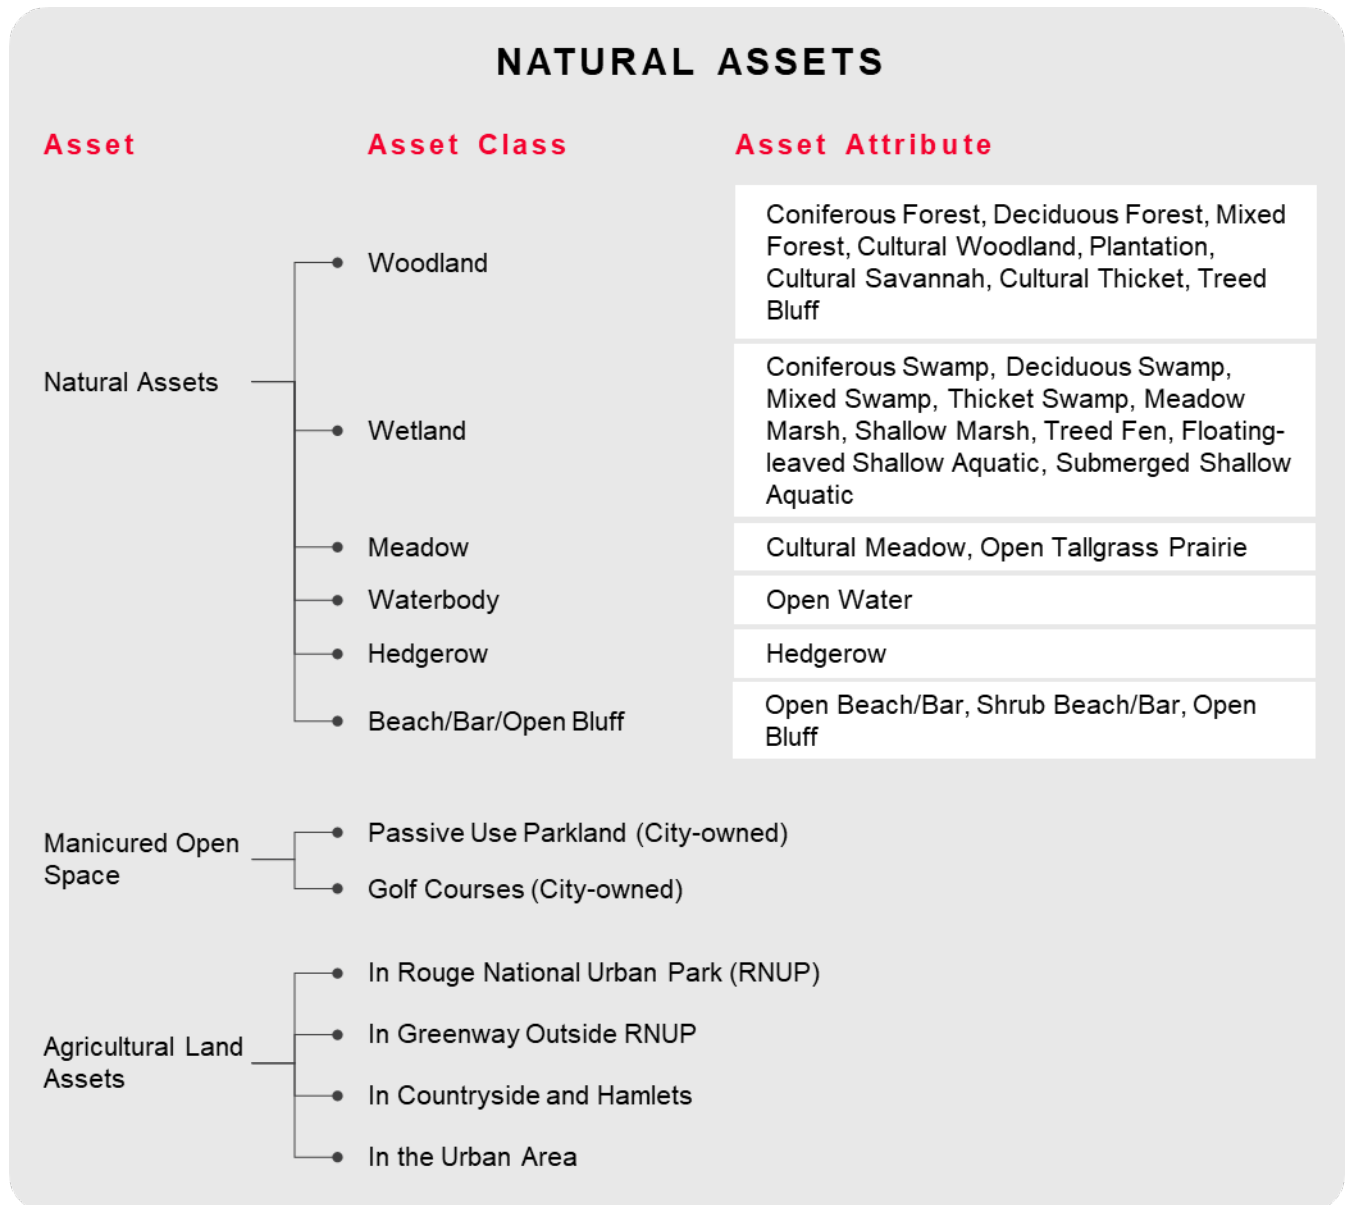 NATURAL ASSETS
Asset
Asset Class
Asset Attribute
Natural Assets
Woodland
Coniferous Forest, Deciduous Forest, Mixed
Forest, Cultural Woodland, Plantation,
Cultural Savannah, Cultural Thicket, Treed
Bluff
Wetland
Coniferous Swamp, Deciduous Swamp,
Mixed Swamp, Thicket Swamp, Meadow
Marsh, Shallow Marsh, Treed Fen, Floating-
leaved Shallow Aquatic, Submerged Shallow
Aquatic
Meadow
Cultural Meadow, Open Tallgrass Prairie
Waterbody
Open Water
Hedgerow
Hedgerow
Beach/Bar/Open Bluff
Open Beach/Bar, Shrub Beach/Bar, Open
Bluff
Manicured Open
Space
Passive Use Parkland (City-owned)
Golf Courses (City-owned)
Agricultural Land
Assets
In Rouge National Urban Park (RNUP)
In Greenway Outside RNUP
In Countryside and Hamlets
In the Urban Area